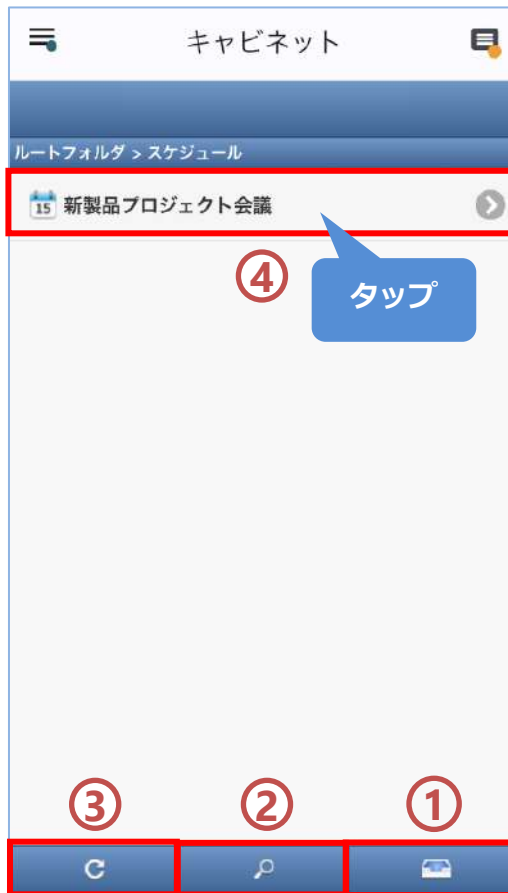 キャビネット
ルートフォルダ > スケジュール
15 新製品プロジェクト会議
④
タップ
③ ② ①